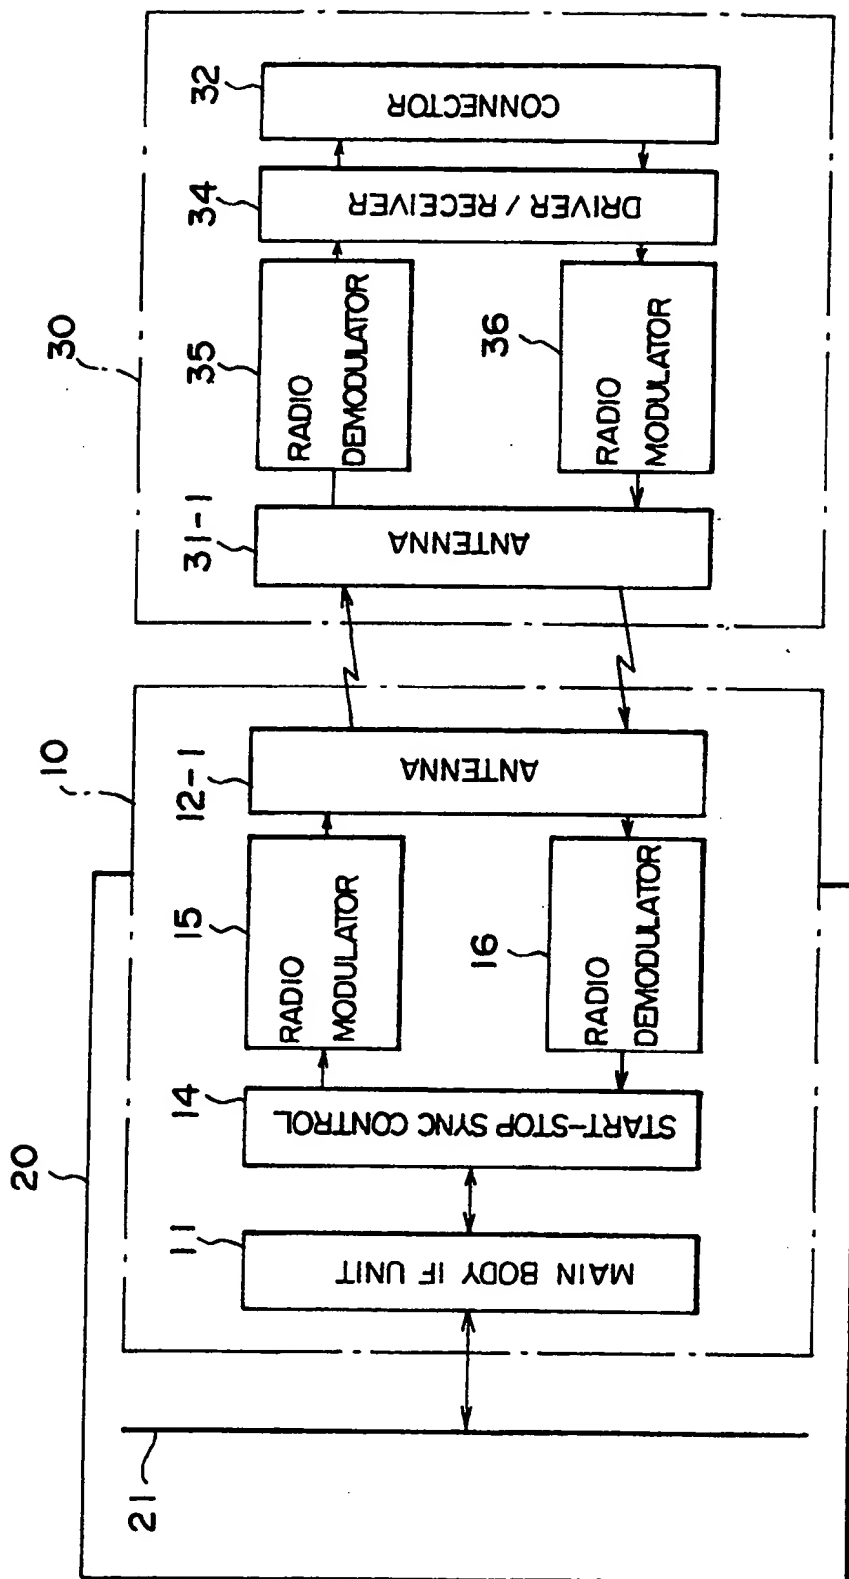 20
21
10
MAIN BODY IF UNIT
11
START-STOP SYNC CONTROL
14
RADIO
MODULATOR
15
RADIO
DEMODULATOR
16
ANTENNA
12-1
30
ANTENNA
31-1
RADIO
DEMODULATOR
35
RADIO
MODULATOR
36
DRIVER / RECEIVER
34
CONNECTOR
32